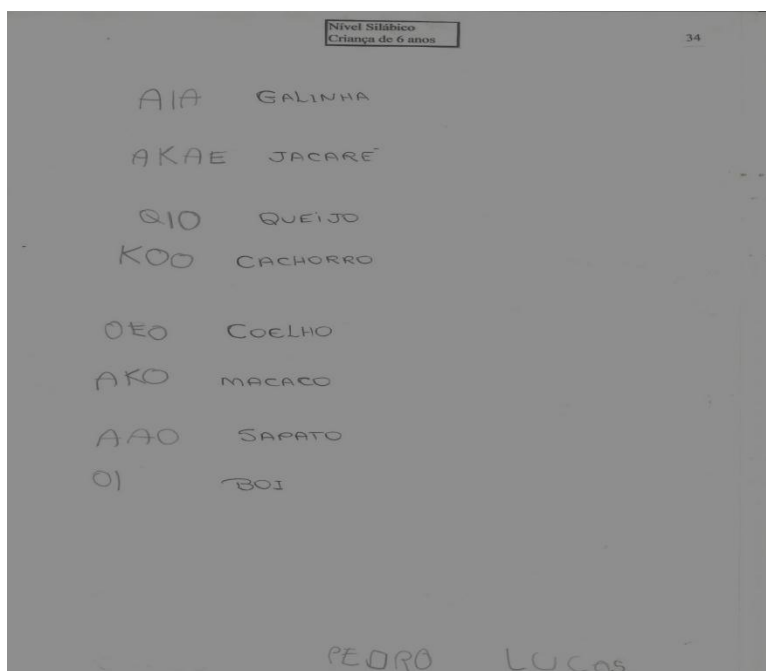 Nível Silábico
Criança de 6 anos
34
AIA GALINHA
AKAE JACARÉ
QIO QUEIJO
KOO CACHORRO
OEO COELHO
AKO MACACO
AAO SAPATO
OI BOI
PEDRO LUCAS